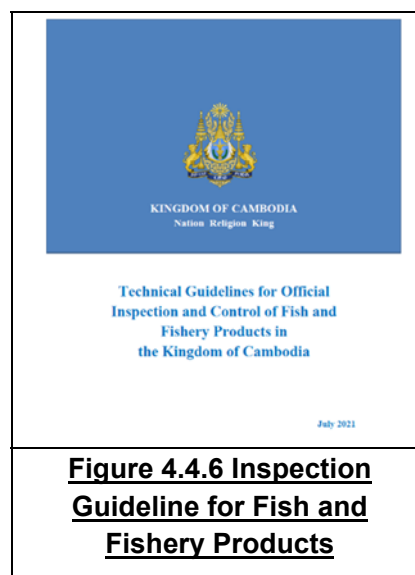 KINGDOM OF CAMBODIA
Nation Religion King
Technical Guidelines for Official
Inspection and Control of Fish and
Fishery Products in
the Kingdom of Cambodia
July 2021
Figure 4.4.6 Inspection
Guideline for Fish and
Fishery Products